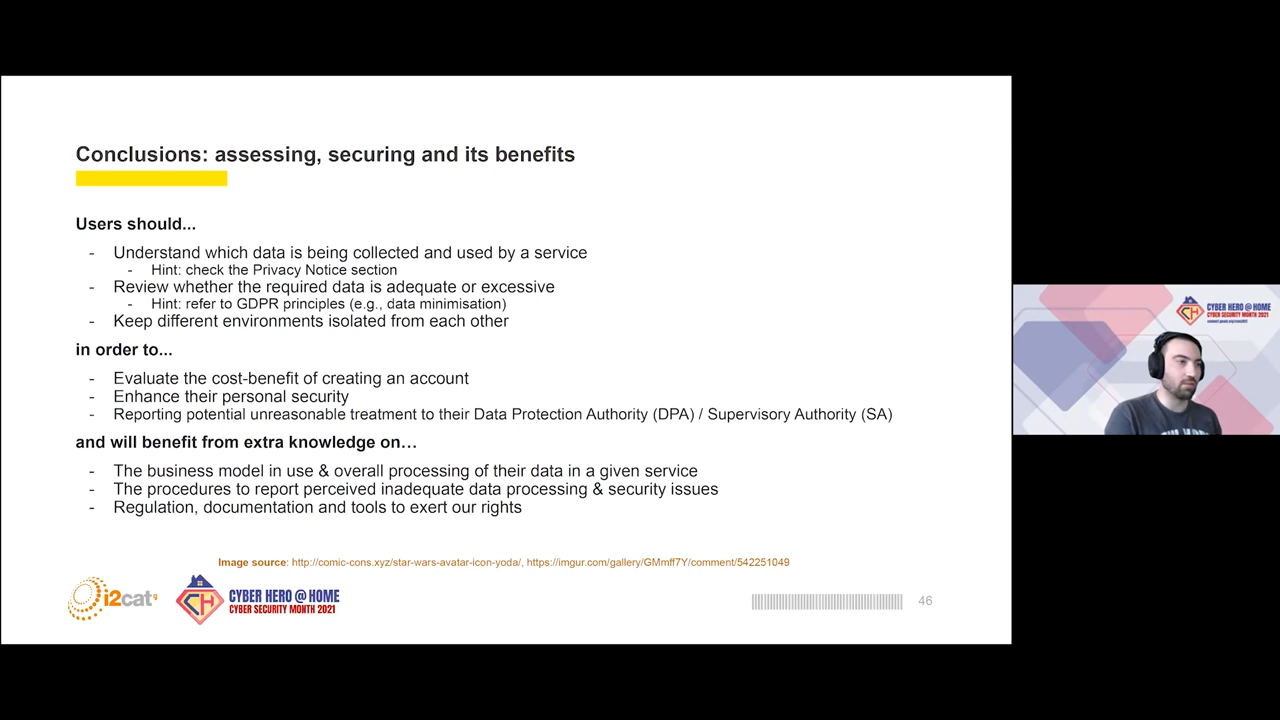 Conclusions: assessing, securing and its benefits
Users should...
- Understand which data is being collected and used by a service
- Hint: check the Privacy Notice section
- Review whether the required data is adequate or excessive
- Hint: refer to GDPR principles (e.g., data minimisation)
- Keep different environments isolated from each other
in order to...
- Evaluate the cost-benefit of creating an account
- Enhance their personal security
- Reporting potential unreasonable treatment to their Data Protection Authority (DPA) / Supervisory Authority (SA)
and will benefit from extra knowledge on…
- The business model in use & overall processing of their data in a given service
- The procedures to report perceived inadequate data processing & security issues
- Regulation, documentation and tools to exert our rights
Image source: http://comic-cons.xyz/star-wars-avatar-icon-yoda/, https://imgur.com/gallery/GMmff7Y/comment/542251049
i2cat
CH
CYBER HERO @ HOME
CYBER SECURITY MONTH 2021
46
CH
CYBER HERO @ HOME
CYBER SECURITY MONTH 2021